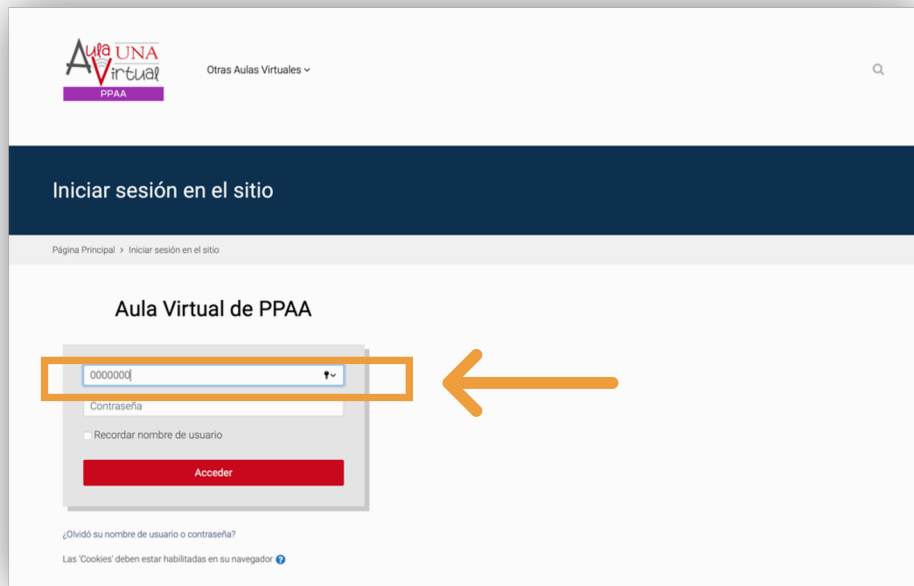 Aula UNA
Virtual
PPAA
Otras Aulas Virtuales
Iniciar sesión en el sitio
Página Principal > Iniciar sesión en el sitio
Aula Virtual de PPAA
0000000
Contraseña
Recordar nombre de usuario
Acceder
¿Olvidó su nombre de usuario o contraseña?
Las 'Cookies' deben estar habilitadas en su navegador ?